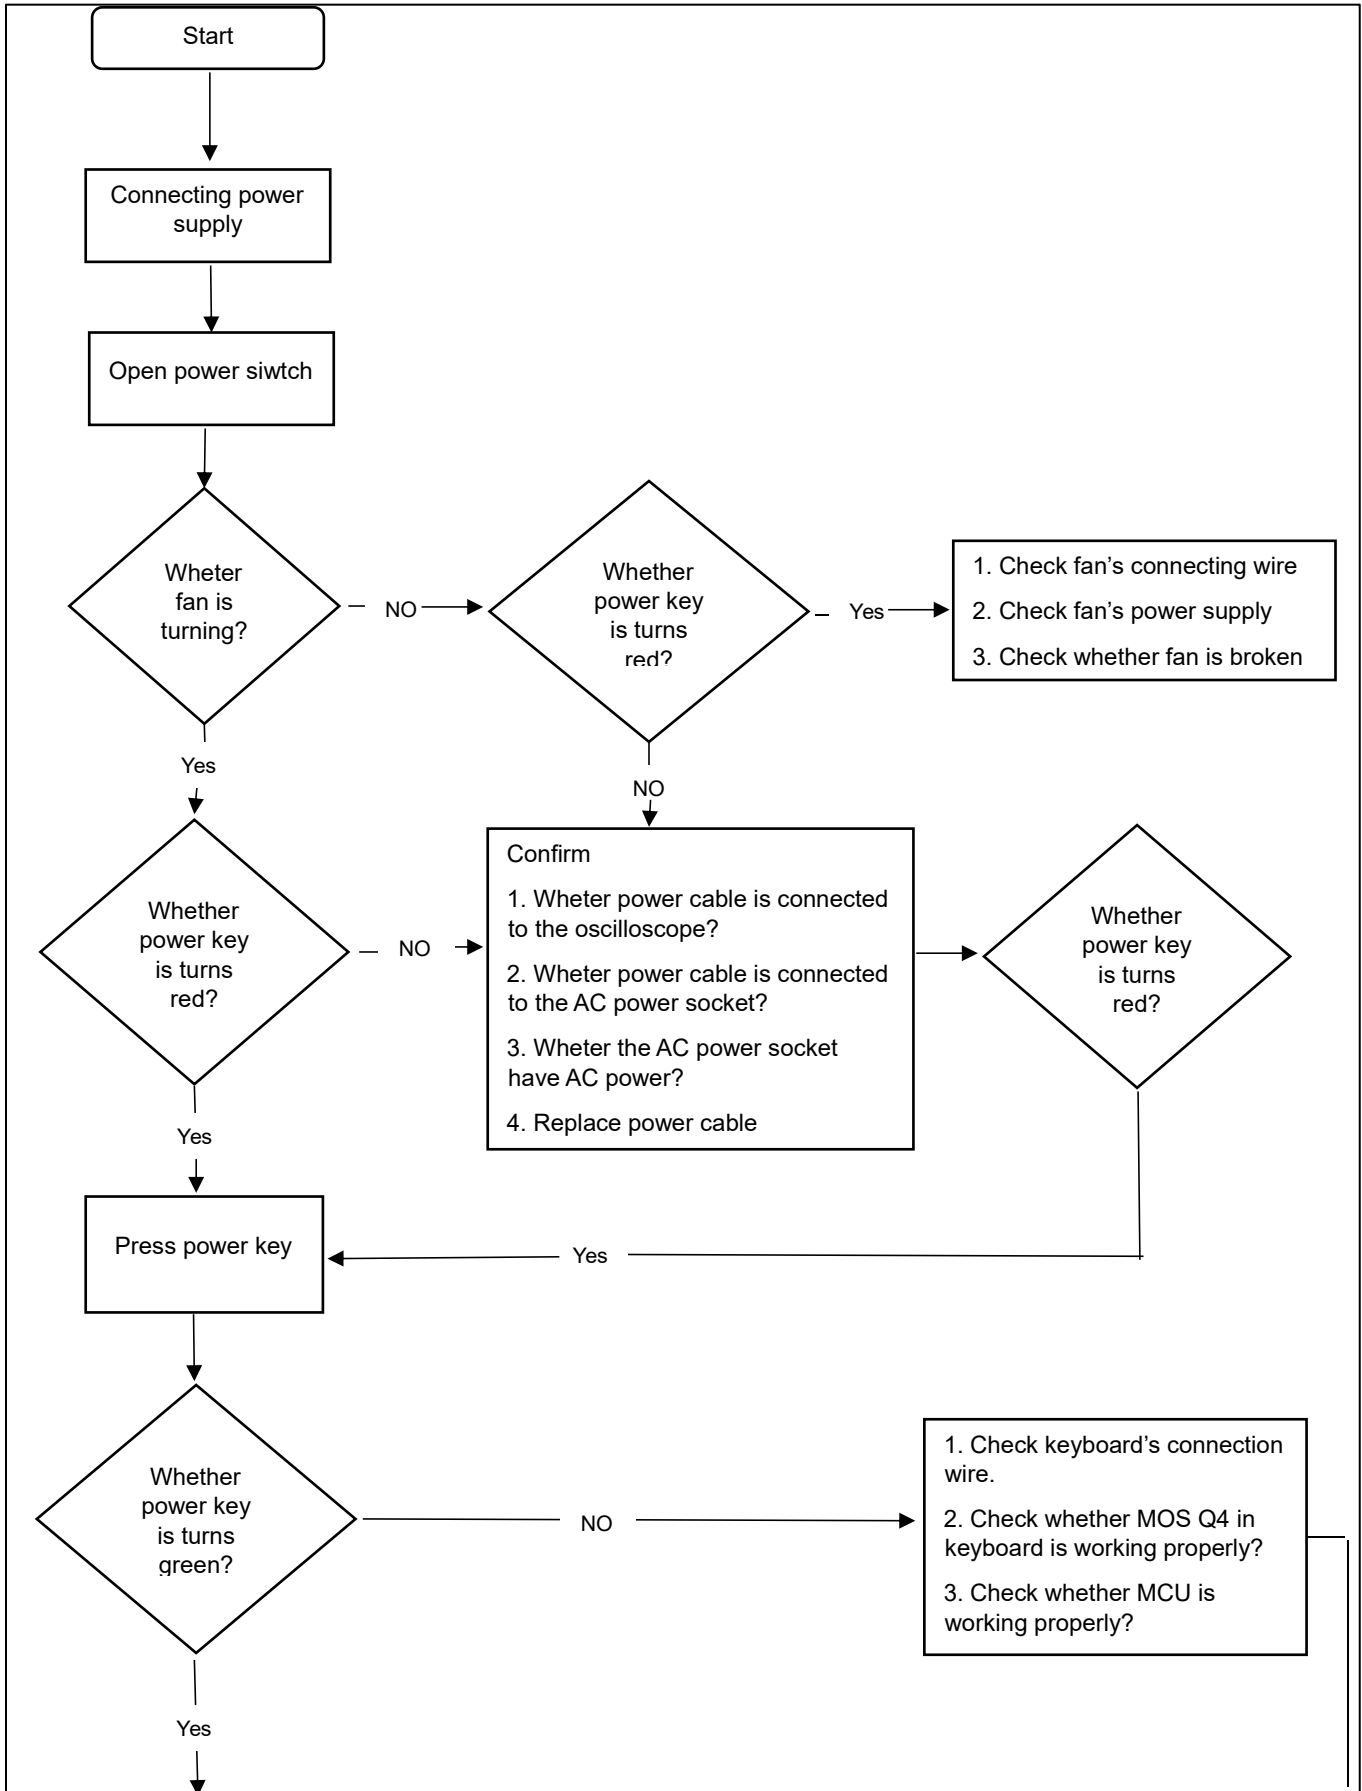 Start
Connecting power
supply
Open power siwtch
Wheter
fan is
turning?
NO
Whether
power key
is turns
red?
Yes
1. Check fan’s connecting wire
2. Check fan’s power supply
3. Check whether fan is broken
Yes
NO
Whether
power key
is turns
red?
NO
Confirm
1. Wheter power cable is connected
to the oscilloscope?
2. Wheter power cable is connected
to the AC power socket?
3. Wheter the AC power socket
have AC power?
4. Replace power cable
Whether
power key
is turns
red?
Yes
Press power key
Yes
Whether
power key
is turns
green?
NO
1. Check keyboard’s connection
wire.
2. Check whether MOS Q4 in
keyboard is working properly?
3. Check whether MCU is
working properly?
Yes